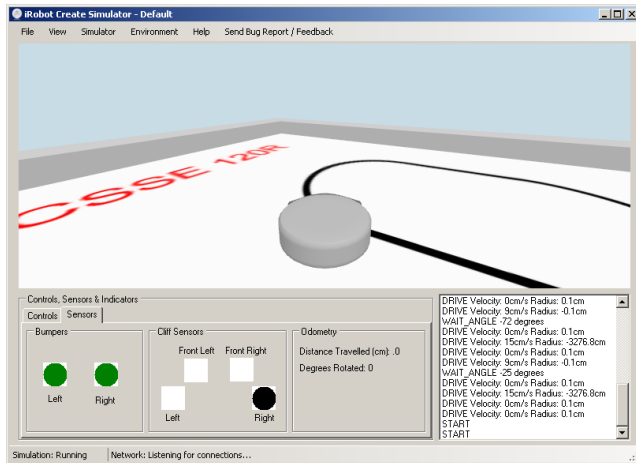 iRobot Create Simulator - Default
File View Simulator Environment Help Send Bug Report / Feedback
CSSE 120R
Controls, Sensors & Indicators
Controls Sensors
Bumpers
Left Right
Cliff Sensors
Front Left Front Right
Left Right
Odometry
Distance Travelled (cm): .0
Degrees Rotated: 0
DRIVE Velocity: 0cm/s Radius: 0.1cm
DRIVE Velocity: 9cm/s Radius: -0.1cm
WAIT_ANGLE -72 degrees
DRIVE Velocity: 0cm/s Radius: 0.1cm
DRIVE Velocity: 15cm/s Radius: -3276.8cm
DRIVE Velocity: 0cm/s Radius: 0.1cm
DRIVE Velocity: 9cm/s Radius: -0.1cm
WAIT_ANGLE -25 degrees
DRIVE Velocity: 0cm/s Radius: 0.1cm
DRIVE Velocity: 15cm/s Radius: -3276.8cm
DRIVE Velocity: 0cm/s Radius: 0.1cm
DRIVE Velocity: 0cm/s Radius: 0.1cm
START
START
Simulation: Running Network: Listening for connections...